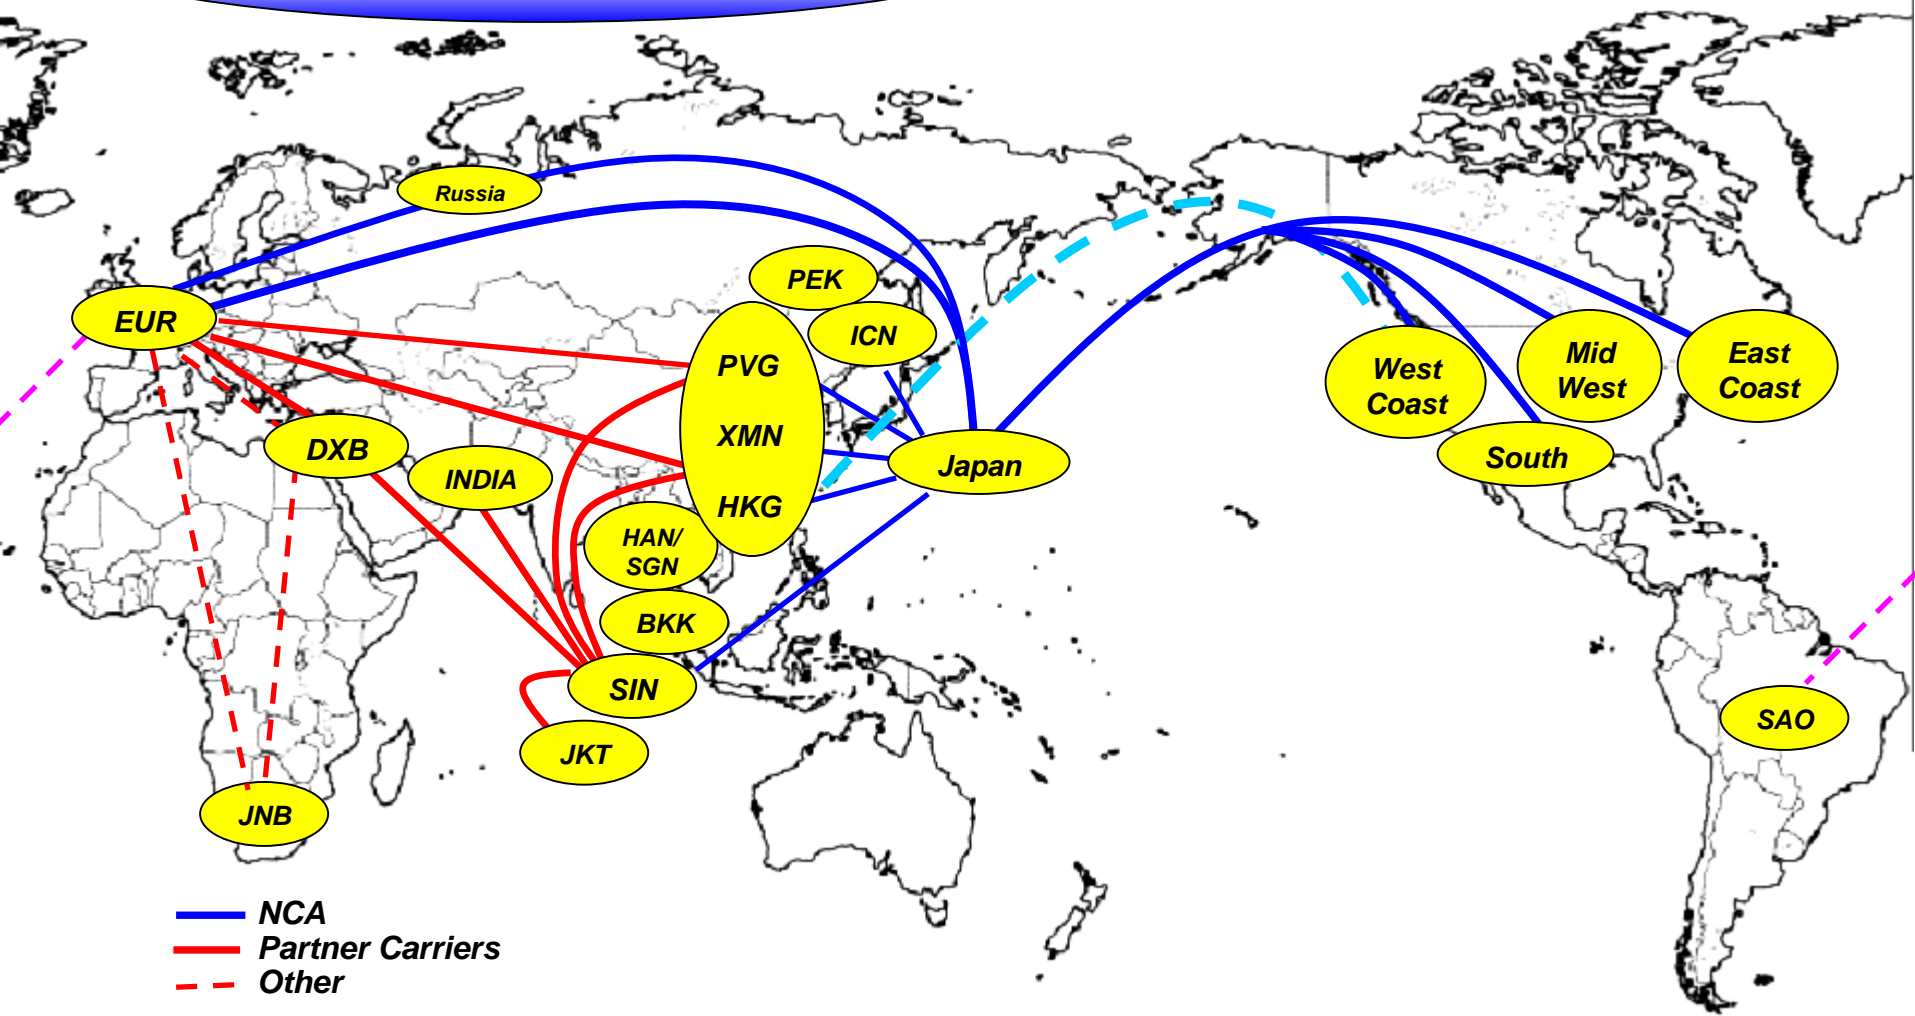 Russia
PEK
EUR
ICN
PVG
XMN
HKG
West
Coast
Mid
West
East
Coast
DXB
INDIA
Japan
South
HAN/
SGN
BKK
SIN
JKT
SAO
JNB
NCA
Partner Carriers
Other